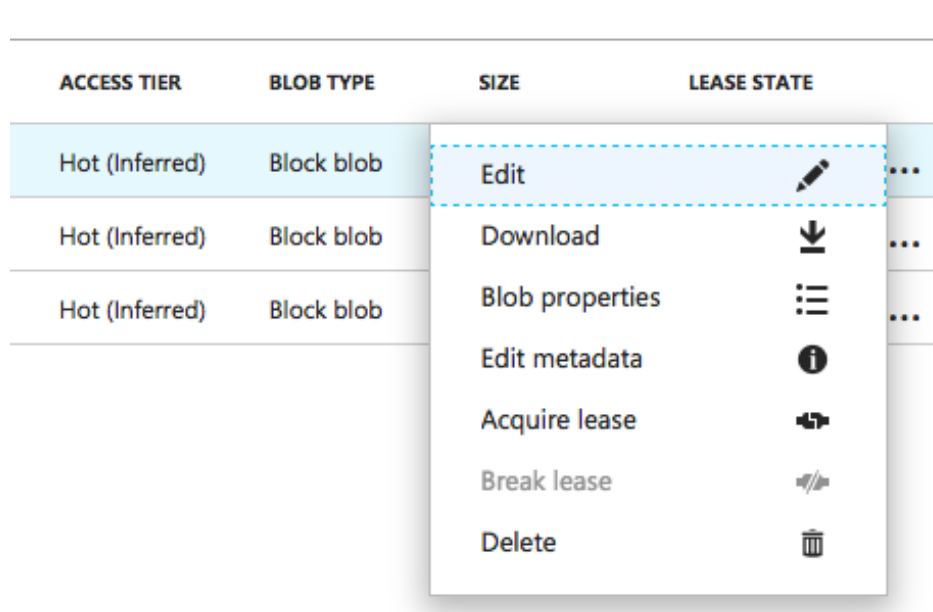 ACCESS TIER BLOB TYPE SIZE LEASE STATE
Hot (Inferred) Block blob ...
Edit
Hot (Inferred) Block blob ...
Download
Hot (Inferred) Block blob ...
Blob properties
Edit metadata
Acquire lease
Break lease
Delete